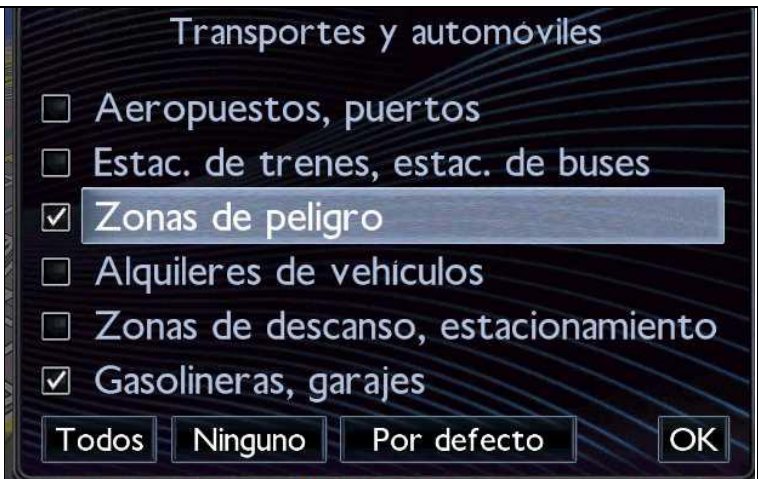 Transportes y automóviles
Aeropuestos, puertos
Estac. de trenes, estac. de buses
Zonas de peligro
Alquileres de vehículos
Zonas de descanso, estacionamiento
Gasolineras, garajes
Todos Ninguno Por defecto OK